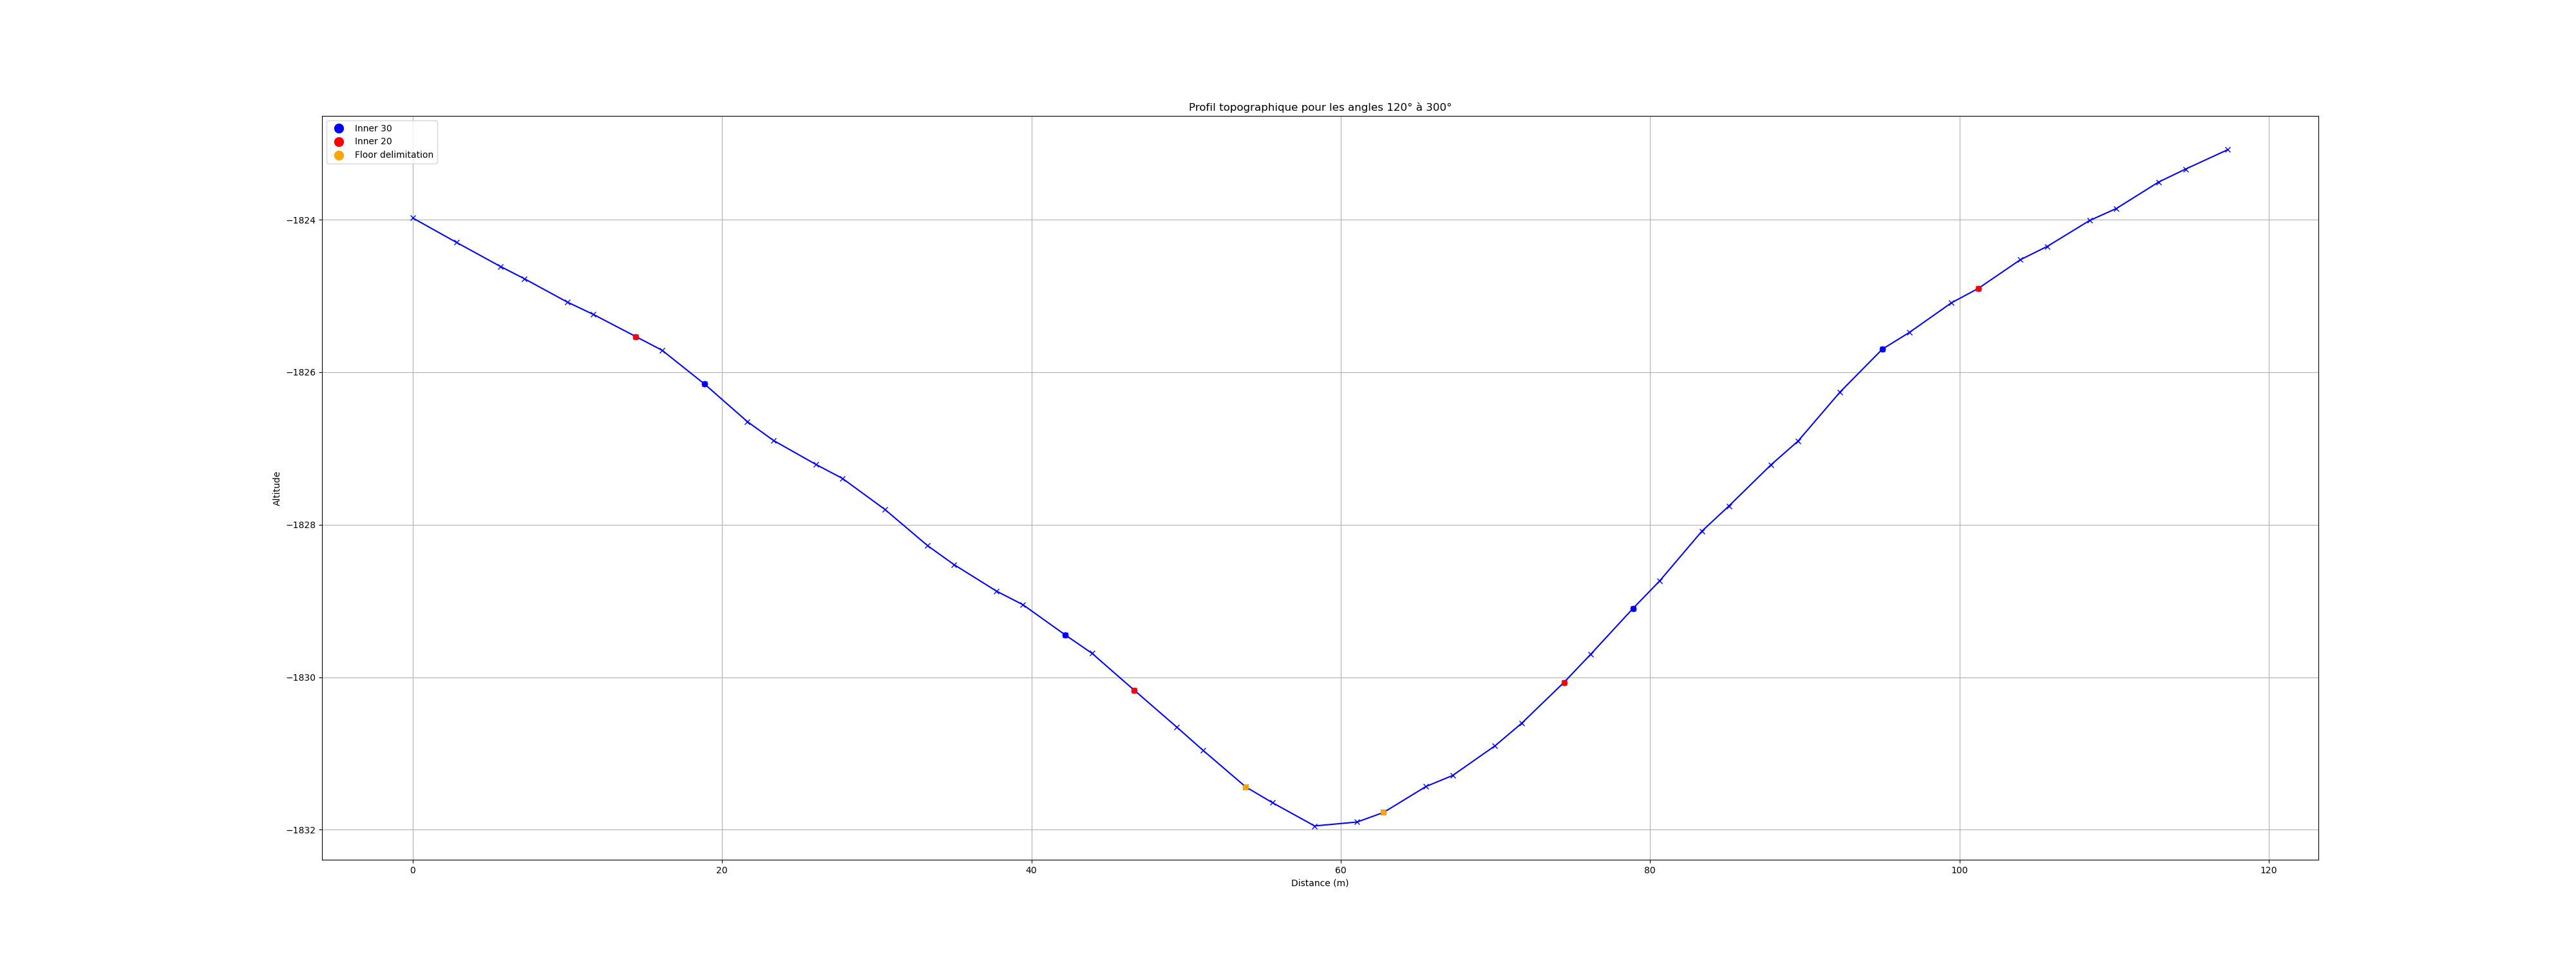 Profil topographique pour les angles 120° à 300°
Inner 30
Inner 20
Floor delimitation
−1824
−1826
−1828
−1830
−1832
Altitude
0 20 40 60 80 100 120
Distance (m)